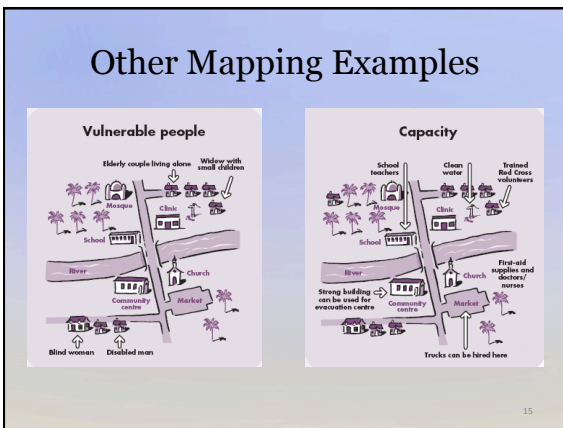 Other Mapping Examples
Vulnerable people
Elderly couple living alone
Widow with
small children
Mosque
Clinic
School
River
Church
Community
centre
Market
Blind woman
Disabled man
Capacity
School
teachers
Clean
water
Trained
Red Cross
volunteers
Mosque
Clinic
School
River
Church
First-aid
supplies and
doctors/
nurses
Strong building
can be used for
evacuation centre
Community
centre
Market
Trucks can be hired here
15